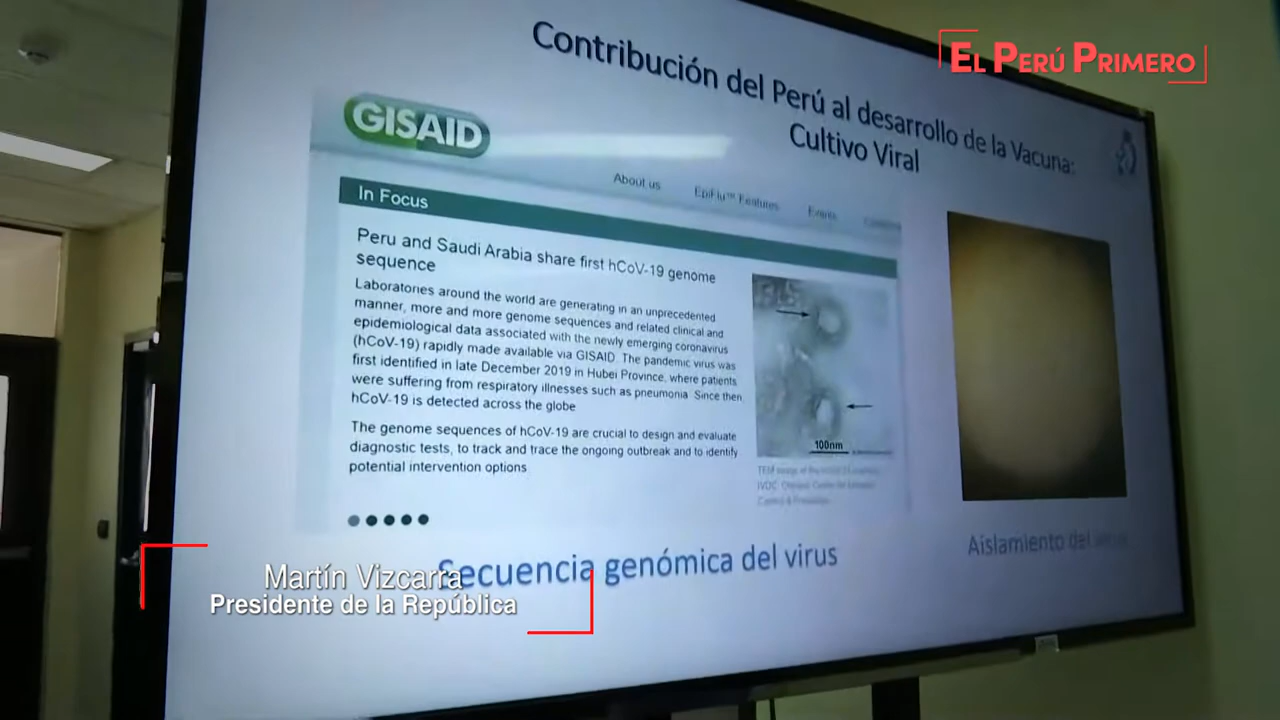 EL PERÚ PRIMERO
Contribución del Perú al desarrollo de la Vacuna:
Cultivo Viral
GISAID
About us
EpiFlu™ Features
Events
In Focus
Peru and Saudi Arabia share first hCoV-19 genome
sequence
Laboratories around the world are generating in an unprecedented
manner, more and more genome sequences and related clinical and
epidemiological data associated with the newly emerging coronavirus
(hCoV-19) rapidly made available via GISAID. The pandemic virus was
first identified in late December 2019 in Hubei Province, where patients
were suffering from respiratory illnesses such as pneumonia. Since then
hCoV-19 is detected across the globe
The genome sequences of hCoV-19 are crucial to design and evaluate
diagnostic tests, to track and trace the ongoing outbreak and to identify
potential intervention options
100nm
Secuencia genómica del virus
Aislamiento del
Martín Vizcarra
Presidente de la República